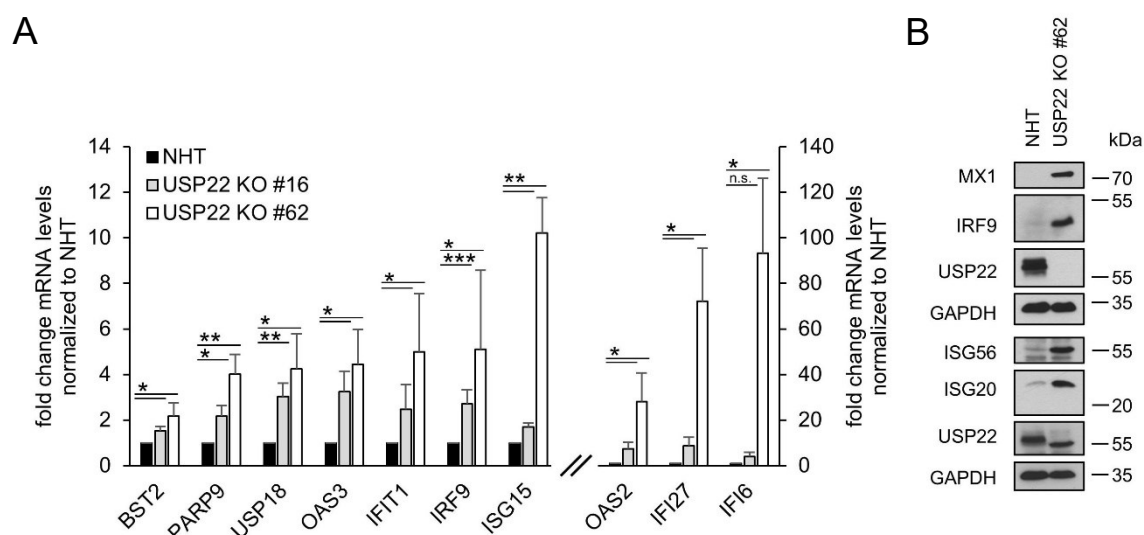 A
fold change mRNA levels
normalized to NHT
14
12
10
8
6
4
2
0
NHT
USP22 KO #16
USP22 KO #62
*
**
*
**
*
*
*
*
***
**
*
*
*
n.s.
BST2
PARP9
USP18
OAS3
IFIT1
IRF9
ISG15
OAS2
IFI27
IFI6
140
120
100
80
60
40
20
0
fold change mRNA levels
normalized to NHT
B
NHT
USP22 KO #62
kDa
MX1
70
55
IRF9
USP22
55
GAPDH
35
ISG56
55
ISG20
20
USP22
55
GAPDH
35